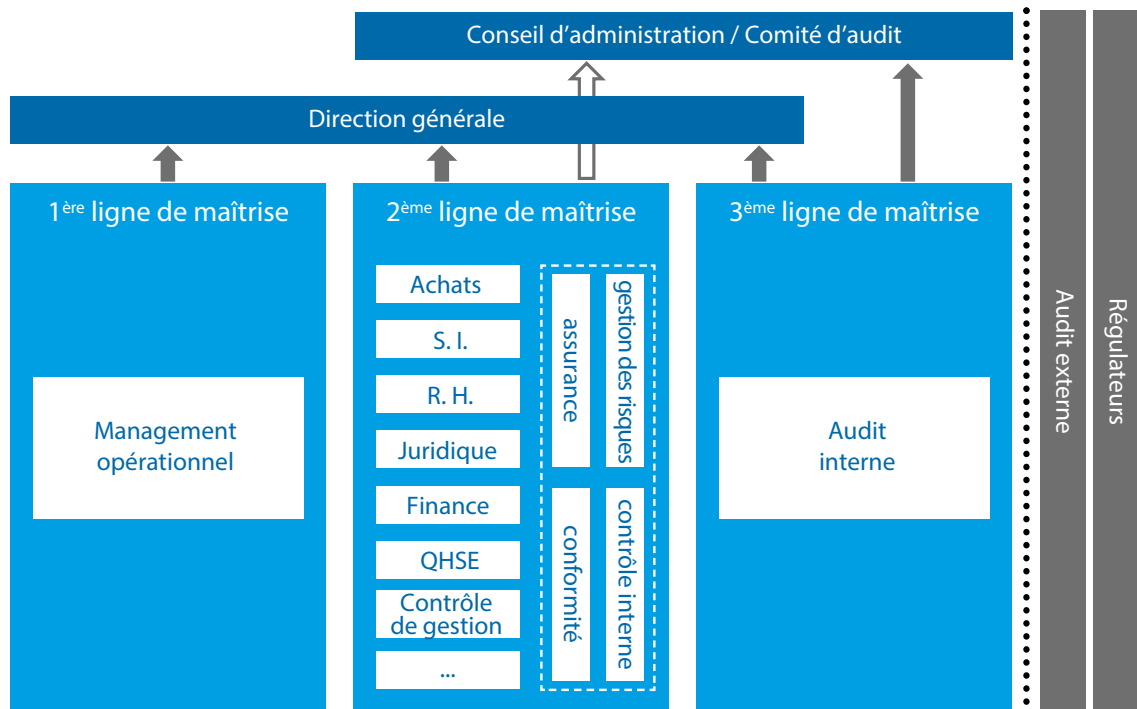 Conseil d’administration / Comité d’audit
Direction générale
1ère ligne de maîtrise
Management
opérationnel
2ème ligne de maîtrise
Achats
S. I.
R. H.
Juridique
Finance
QHSE
Contrôle
de gestion
...
assurance
gestion des risques
conformité
contrôle interne
3ème ligne de maîtrise
Audit
interne
Audit externe
Régulateurs